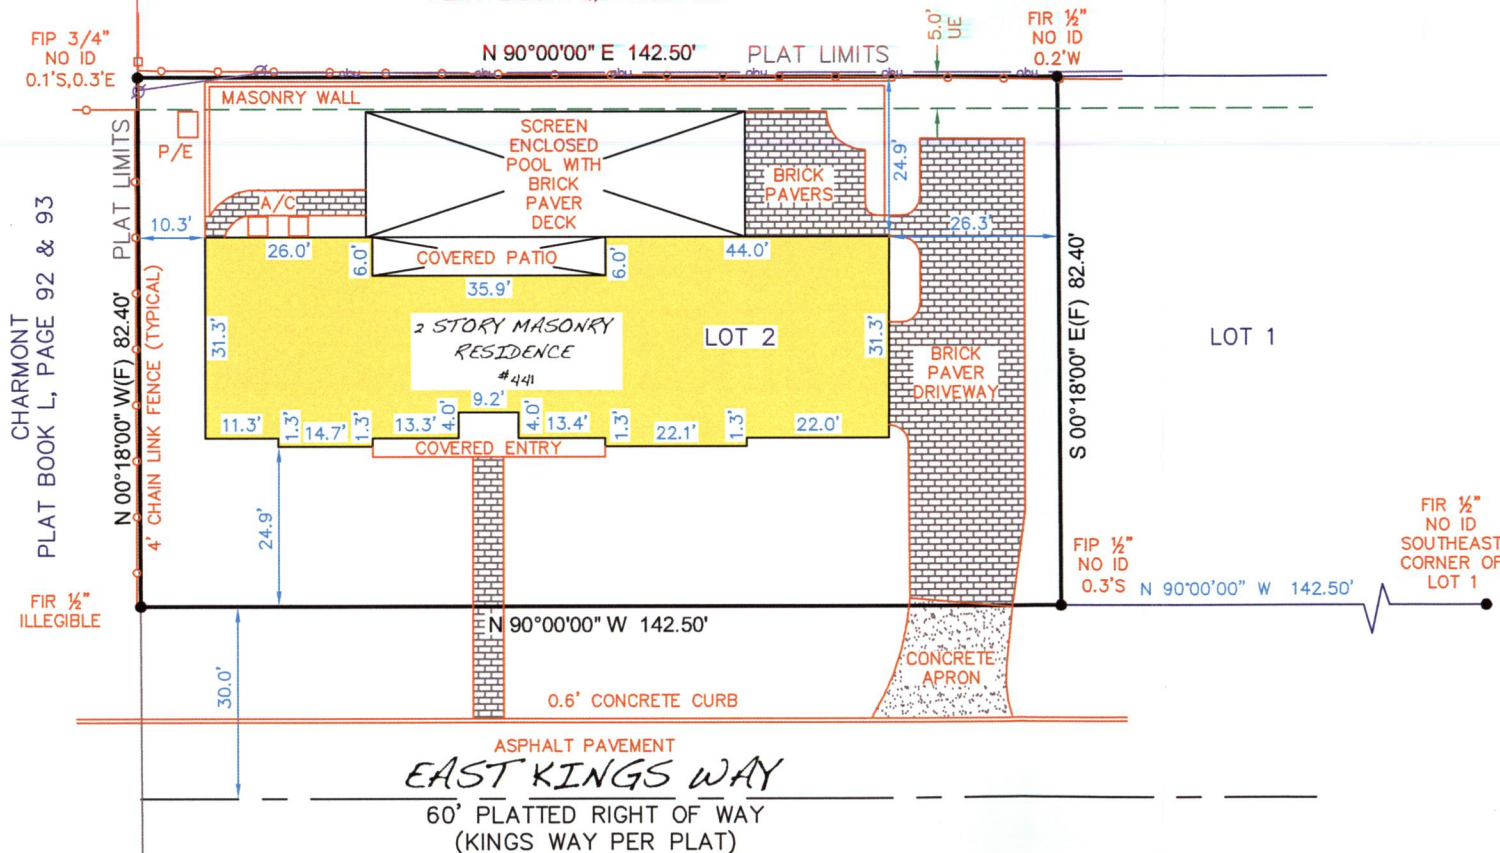 FIP 3/4"
NO ID
0.1'S,0.3'E
N 90°00'00" E 142.50'
PLAT LIMITS
5.0'
UE
FIR ½"
NO ID
0.2'W
MASONRY WALL
P/E
PLAT LIMITS
SCREEN
ENCLOSED
POOL WITH
BRICK
PAVER
DECK
BRICK
PAVERS
24.9'
A/C
10.3'
26.3'
26.0'
6.0'
COVERED PATIO
6.0'
44.0'
35.9'
CHARMONT
PLAT BOOK L, PAGE 92 & 93
N 00°18'00" W(F) 82.40'
4' CHAIN LINK FENCE (TYPICAL)
31.3'
2 STORY MASONRY
RESIDENCE
#441
LOT 2
31.3'
BRICK
PAVER
DRIVEWAY
S 00°18'00" E(F) 82.40'
LOT 1
11.3'
1.3'
14.7'
1.3'
13.3'
4.0'
9.2'
4.0'
13.4'
1.3'
22.1'
1.3'
22.0'
COVERED ENTRY
24.9'
FIR ½"
ILLEGIBLE
N 90°00'00" W 142.50'
FIP ½"
NO ID
0.3'S
N 90°00'00" W 142.50'
FIR ½"
NO ID
SOUTHEAST
CORNER OF
LOT 1
30.0'
CONCRETE
APRON
0.6' CONCRETE CURB
ASPHALT PAVEMENT
EAST KINGS WAY
60' PLATTED RIGHT OF WAY
(KINGS WAY PER PLAT)